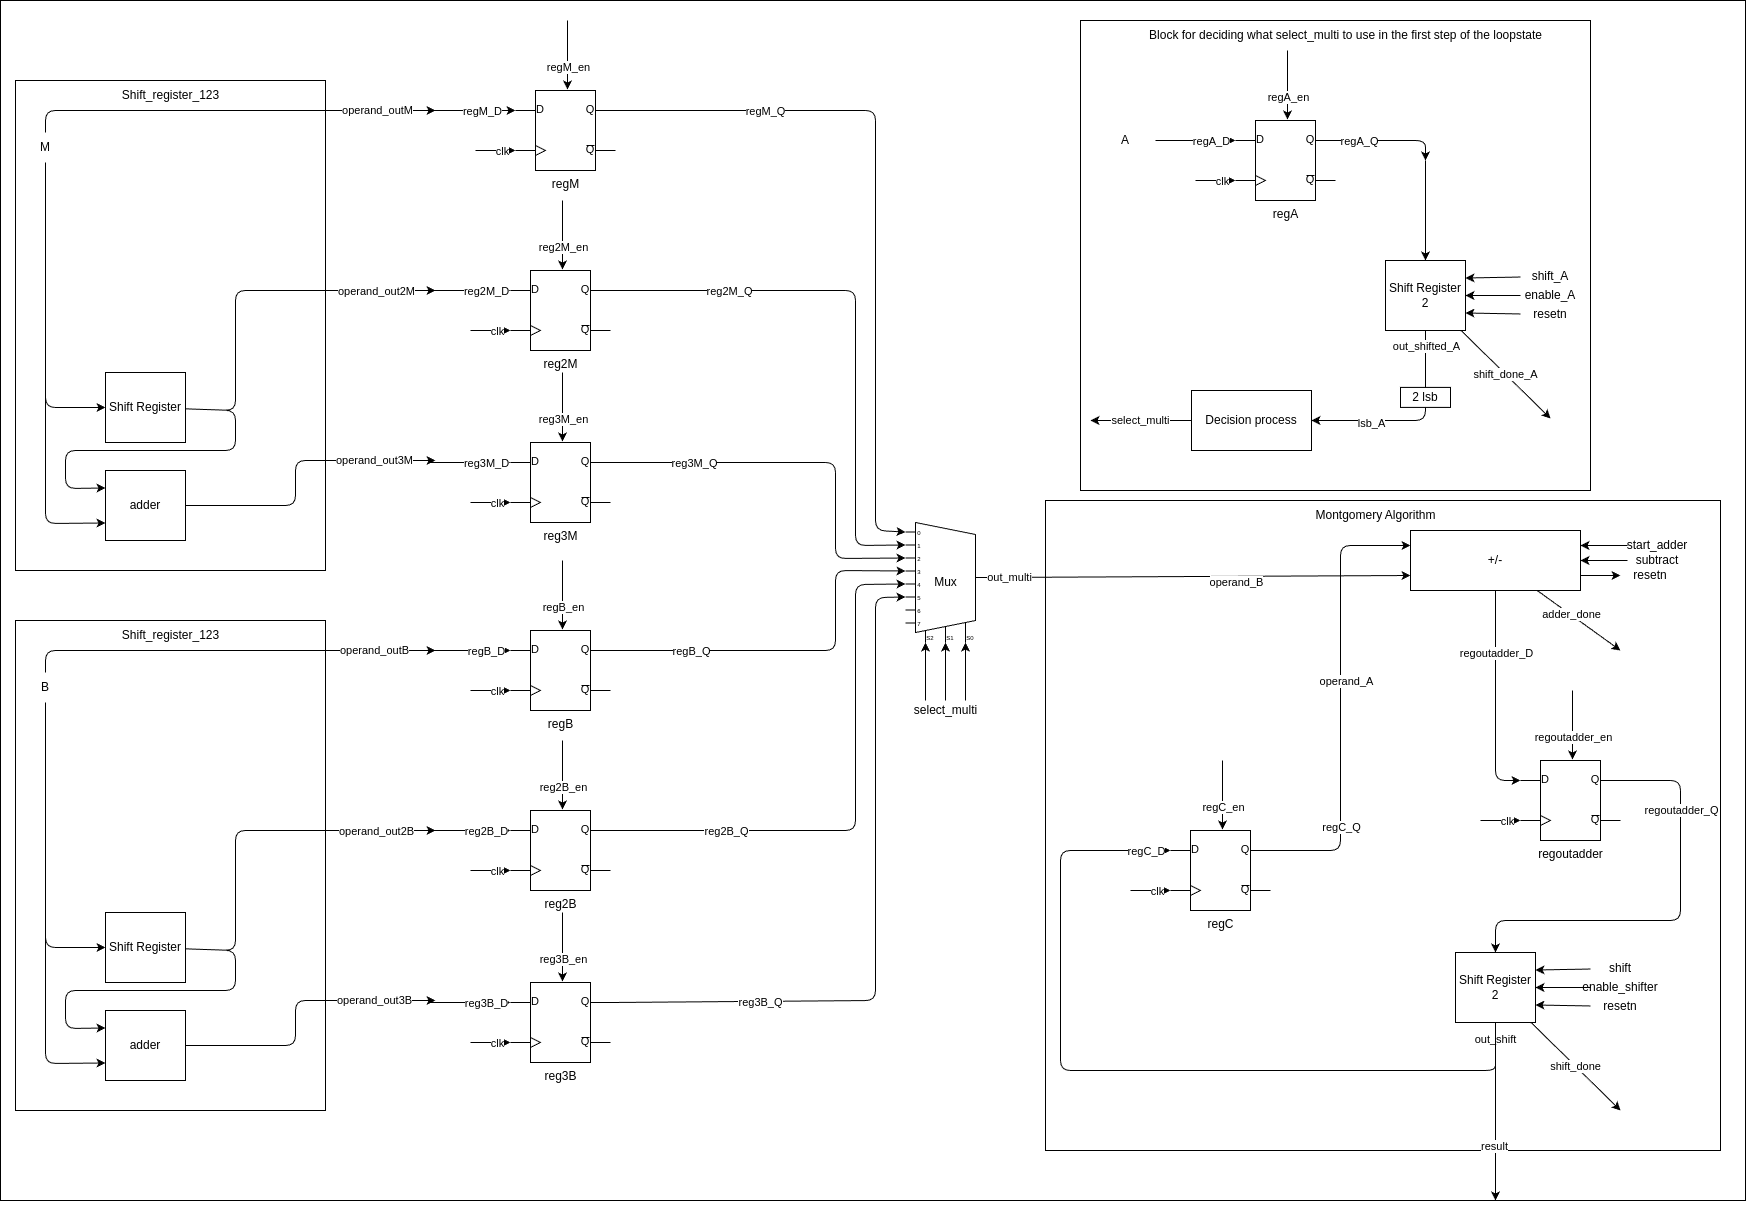 Shift_register_123
M
Shift Register
adder
operand_outM
operand_out2M
operand_out3M
regM_en
regM_D
D
Q
regM_Q
clk
Q
regM
reg2M_en
reg2M_D
D
Q
reg2M_Q
clk
Q
reg2M
reg3M_en
reg3M_D
D
Q
reg3M_Q
clk
Q
reg3M
Shift_register_123
B
Shift Register
adder
operand_outB
operand_out2B
operand_out3B
regB_en
regB_D
D
Q
regB_Q
clk
Q
regB
reg2B_en
reg2B_D
D
Q
reg2B_Q
clk
Q
reg2B
reg3B_en
reg3B_D
D
Q
reg3B_Q
clk
Q
reg3B
0
1
2
3
4
5
6
7
Mux
S2
S1
S0
select_multi
out_multi
Block for deciding what select_multi to use in the first step of the loopstate
regA_en
A
regA_D
D
Q
regA_Q
clk
Q
regA
Shift Register
2
shift_A
enable_A
resetn
out_shifted_A
shift_done_A
2 lsb
lsb_A
Decision process
select_multi
Montgomery Algorithm
+/-
start_adder
subtract
resetn
operand_B
adder_done
regoutadder_D
operand_A
regoutadder_en
D
Q
regoutadder_Q
clk
Q
regoutadder
regC_en
regC_Q
regC_D
D
Q
clk
Q
regC
Shift Register
2
shift
enable_shifter
resetn
out_shift
shift_done
result